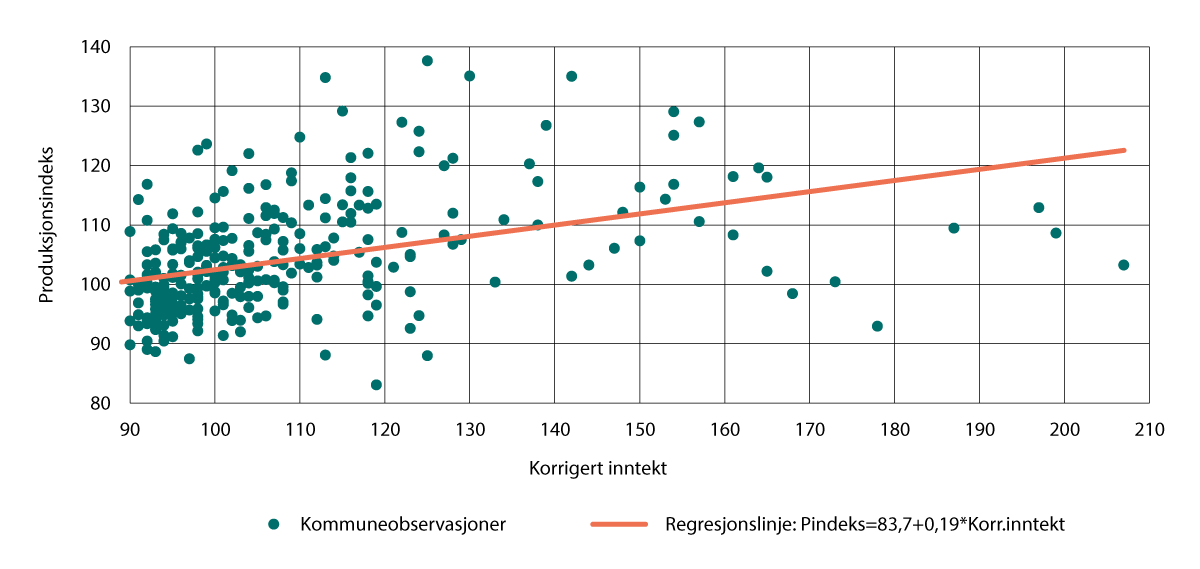 Produksjonsindeks
140
130
120
110
100
90
80
90 100 110 120 130 140 150 160 170 180 190 200 210
Korrigert inntekt
Kommuneobservasjoner
Regresjonslinje: Pindeks=83,7+0,19*Korr.inntekt